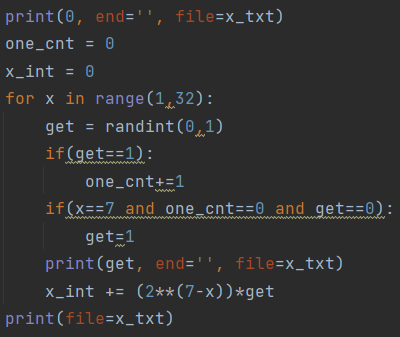 print(0, end='', file=x_txt)
one_cnt = 0
x_int = 0
for x in range(1,32):
    get = randint(0,1)
    if(get==1):
        one_cnt+=1
    if(x==7 and one_cnt==0 and get==0):
        get=1
    print(get, end='', file=x_txt)
    x_int += (2**(7-x))*get
print(file=x_txt)